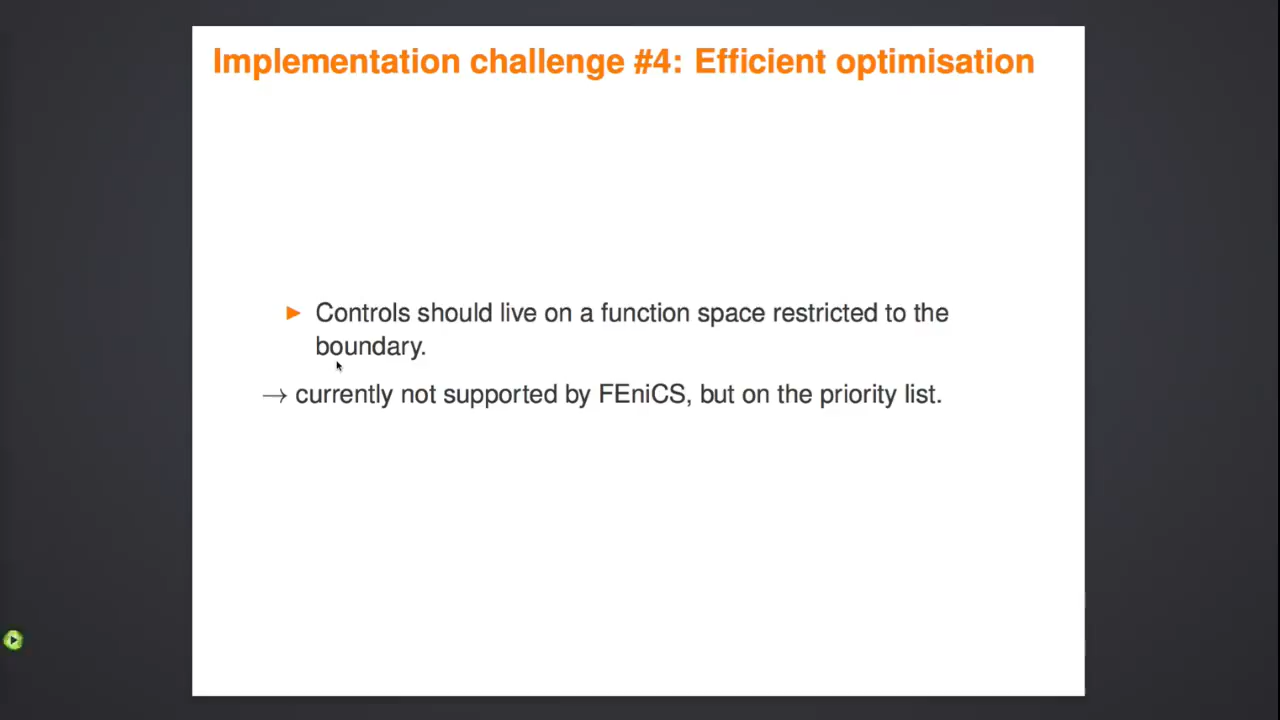 Implementation challenge #4: Efficient optimisation
► Controls should live on a function space restricted to the
boundary.
→ currently not supported by FEniCS, but on the priority list.